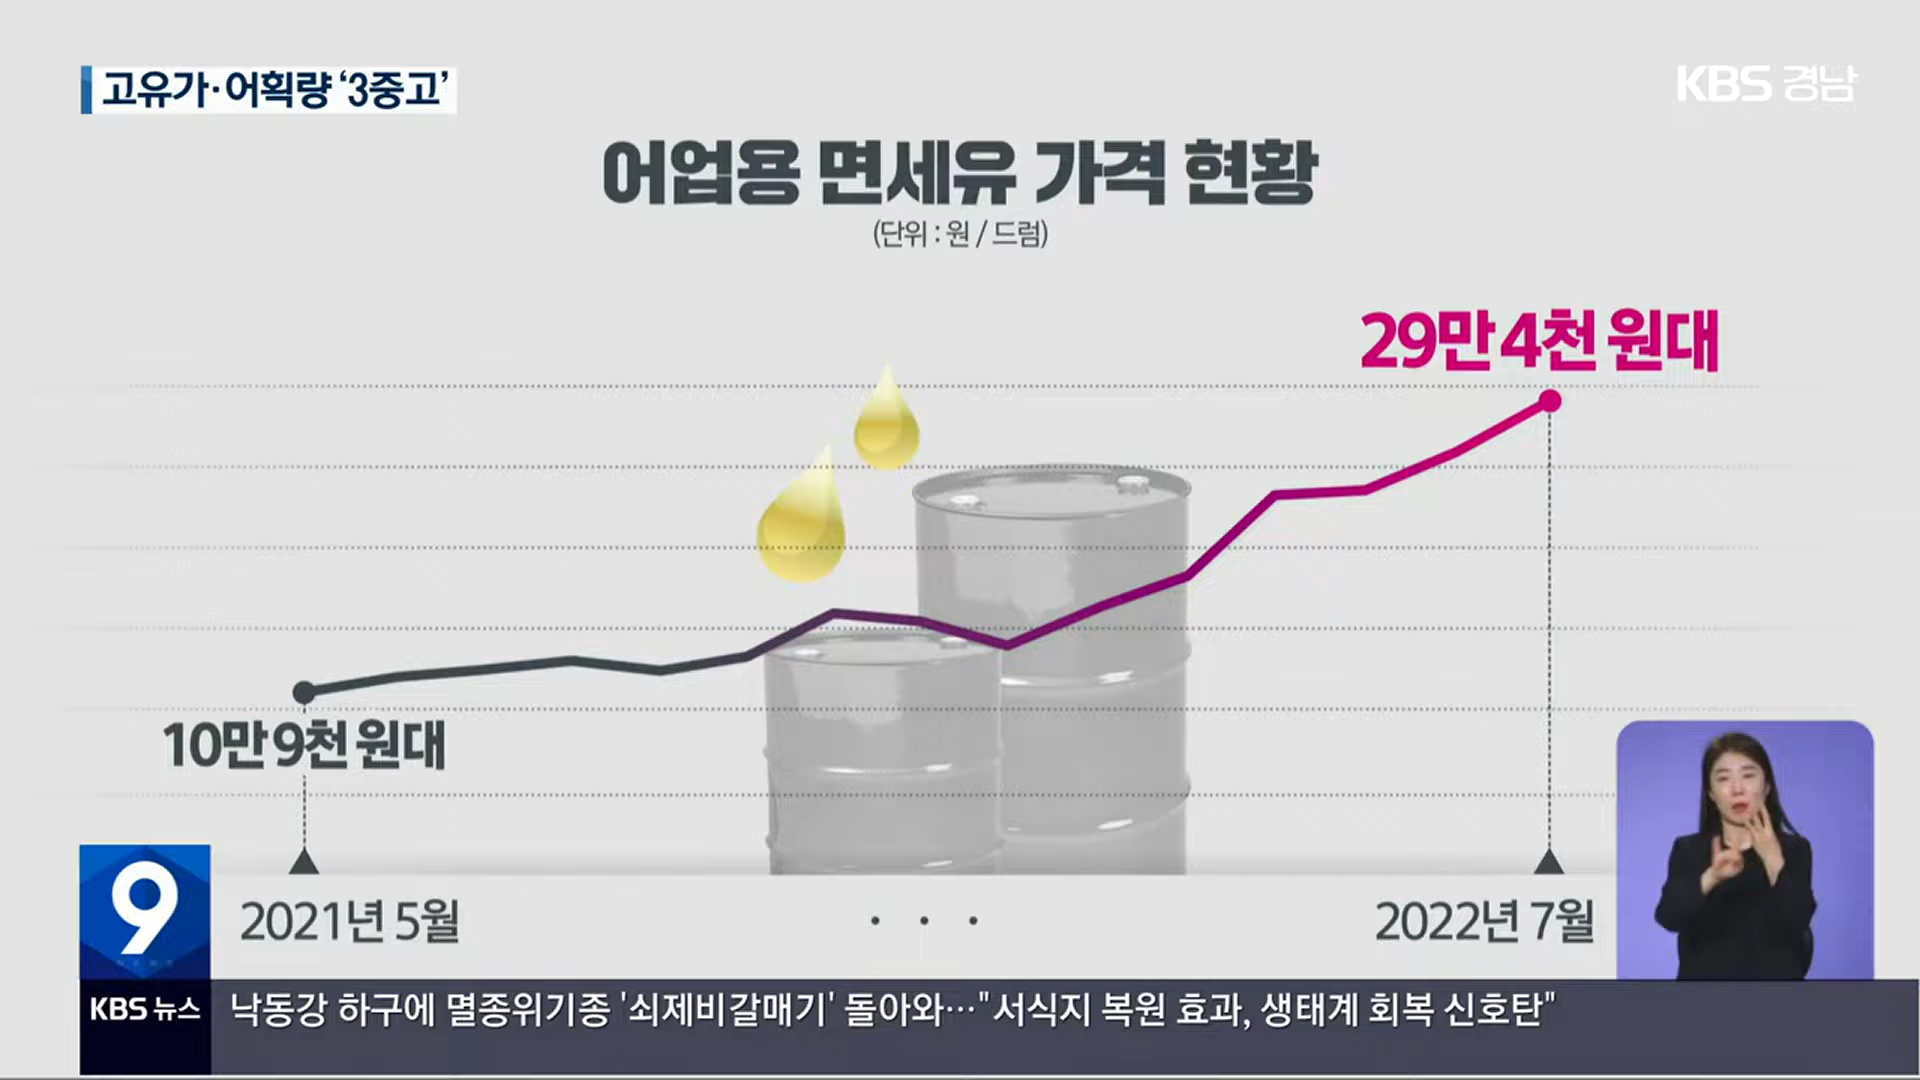 고유가·어획량 ‘3중고’
KBS 경남
어업용 면세유 가격 현황
(단위 : 원 / 드럼)
29만 4천 원대
10만 9천 원대
2021년 5월
· · ·
2022년 7월
9
NEWS
KBS 뉴스
낙동강 하구에 멸종위기종 '쇠제비갈매기' 돌아와…"서식지 복원 효과, 생태계 회복 신호탄"